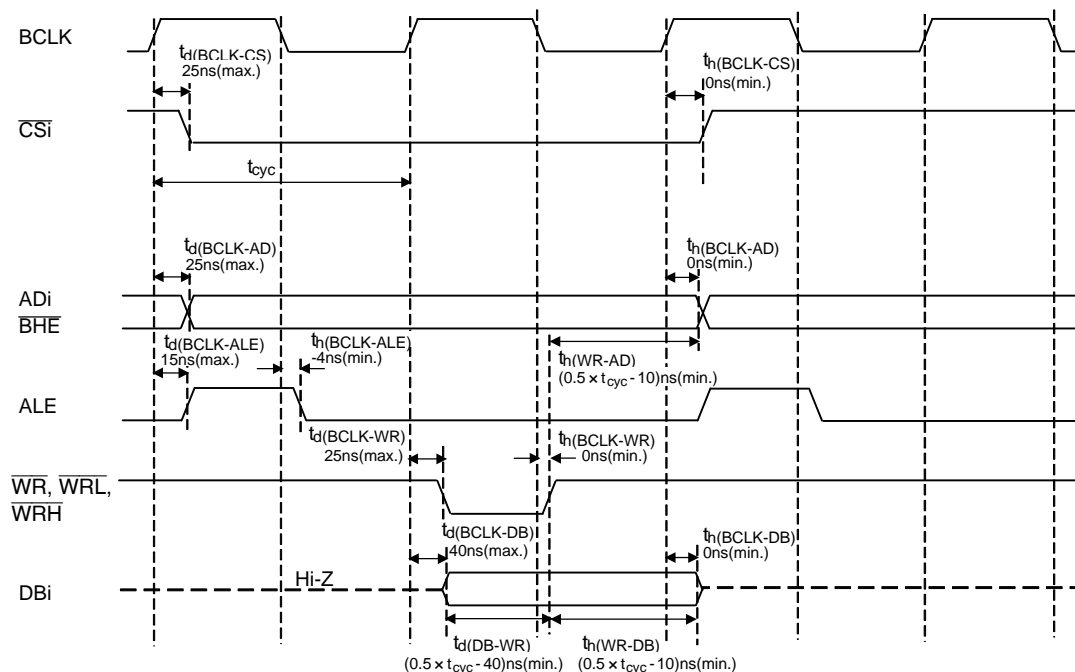 BCLK
td(BCLK-CS)
25ns(max.)
th(BCLK-CS)
0ns(min.)
CSi
tcyc
td(BCLK-AD)
25ns(max.)
th(BCLK-AD)
0ns(min.)
ADi
BHE
td(BCLK-ALE)
15ns(max.)
th(BCLK-ALE)
-4ns(min.)
th(WR-AD)
(0.5 × tcyc - 10)ns(min.)
ALE
td(BCLK-WR)
25ns(max.)
th(BCLK-WR)
0ns(min.)
WR, WRL,
WRH
td(BCLK-DB)
40ns(max.)
th(BCLK-DB)
0ns(min.)
Hi-Z
DBi
td(DB-WR)
(0.5 × tcyc - 40)ns(min.)
th(WR-DB)
(0.5 × tcyc - 10)ns(min.)